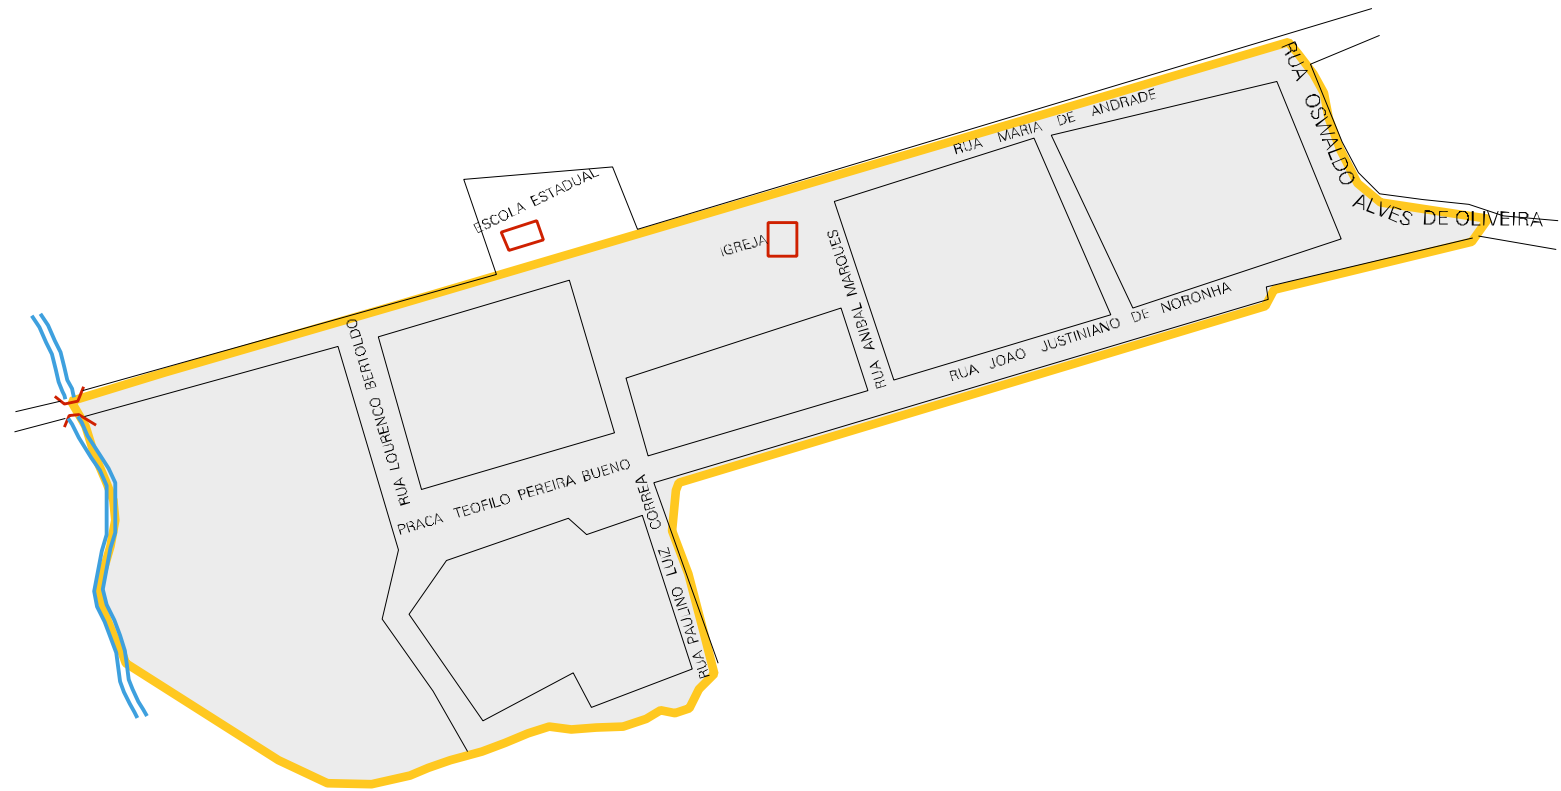 RUA OSWALDO ALVES DE OLIVEIRA
RUA MARIA DE ANDRADE
ESCOLA ESTADUAL
IGREJA
RUA ANIBAL MARQUES
RUA JOAO JUSTINIANO DE NORONHA
RUA LOURENCO BERTOLDO
PRACA TEOFILO PEREIRA BUENO
RUA PAULINO LUIZ CORREA